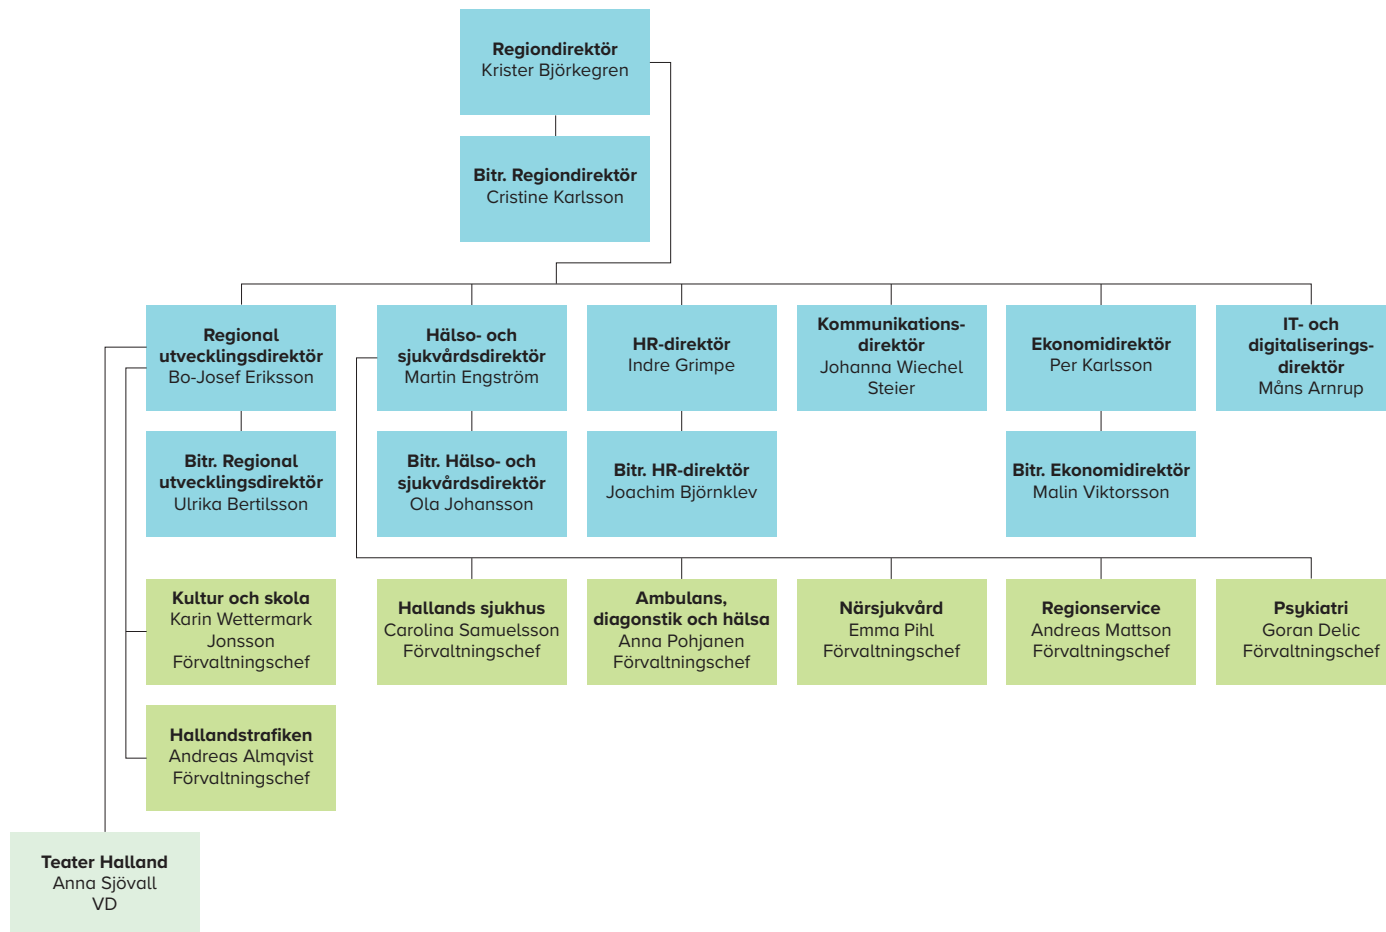 Regiondirektör
Krister Björkegren
Bitr. Regiondirektör
Cristine Karlsson
Regional
utvecklingsdirektör
Bo-Josef Eriksson
Hälso- och
sjukvårdsdirektör
Martin Engström
HR-direktör
Indre Grimpe
Kommunikations-
direktör
Johanna Wiechel
Steier
Ekonomidirektör
Per Karlsson
IT- och
digitaliserings-
direktör
Måns Arnrup
Bitr. Regional
utvecklingsdirektör
Ulrika Bertilsson
Bitr. Hälso- och
sjukvårdsdirektör
Ola Johansson
Bitr. HR-direktör
Joachim Björnklev
Bitr. Ekonomidirektör
Malin Viktorsson
Kultur och skola
Karin Wettermark
Jonsson
Förvaltningschef
Hallands sjukhus
Carolina Samuelsson
Förvaltningschef
Ambulans,
diagonstik och hälsa
Anna Pohjanen
Förvaltningschef
Närsjukvård
Emma Pihl
Förvaltningschef
Regionservice
Andreas Mattson
Förvaltningschef
Psykiatri
Goran Delic
Förvaltningschef
Hallandstrafiken
Andreas Almqvist
Förvaltningschef
Teater Halland
Anna Sjövall
VD